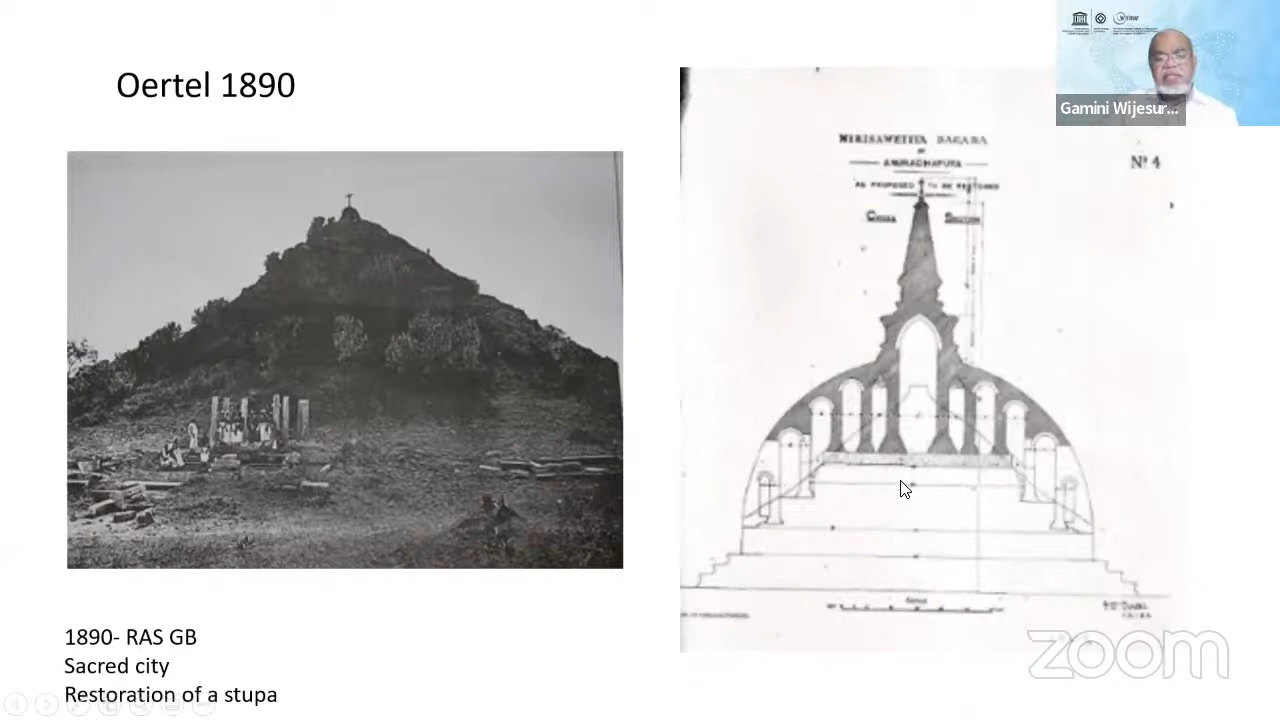 Oertel 1890
Gamini Wijesur...
MIRISAWETIYA DAGABA
ANURADHAPURA
AS PROPOSED TO BE RESTORED
Cross Section
Nº 4
1890- RAS GB
Sacred city
Restoration of a stupa
zoom